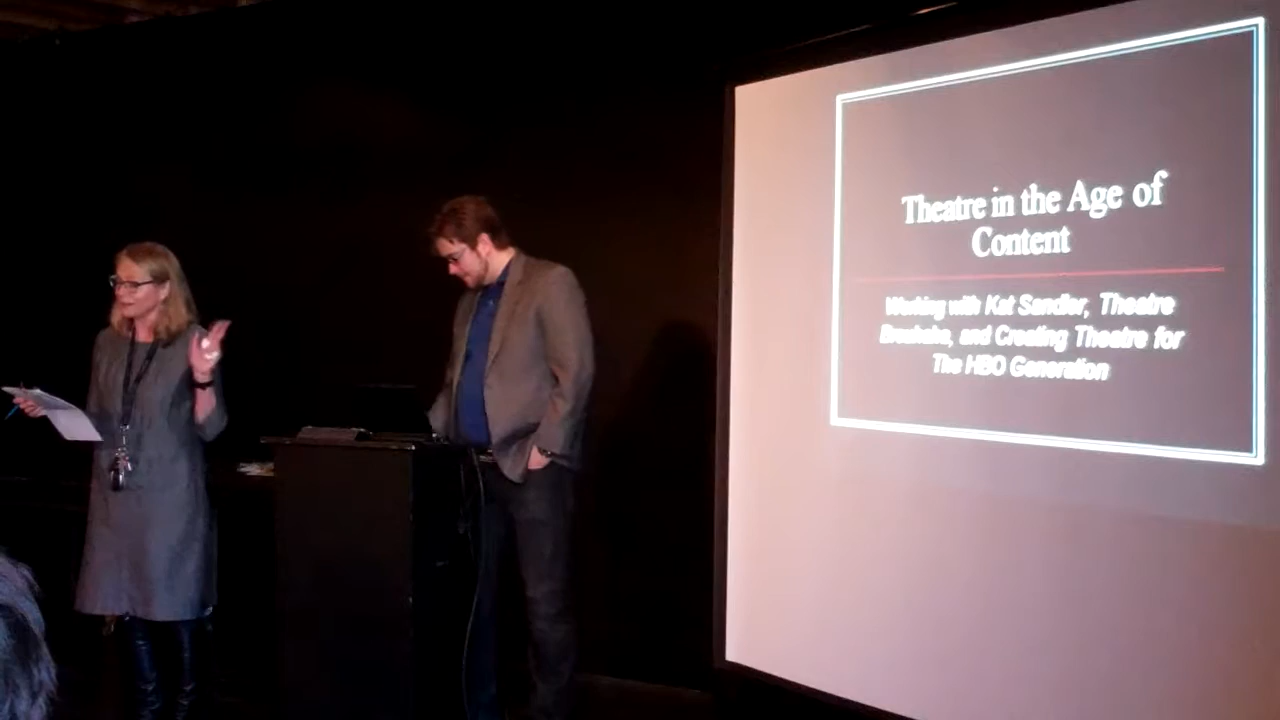 Theatre in the Age of
Content
Working with Kat Sandler, Theatre
Brouhaha, and Creating Theatre for
The HBO Generation